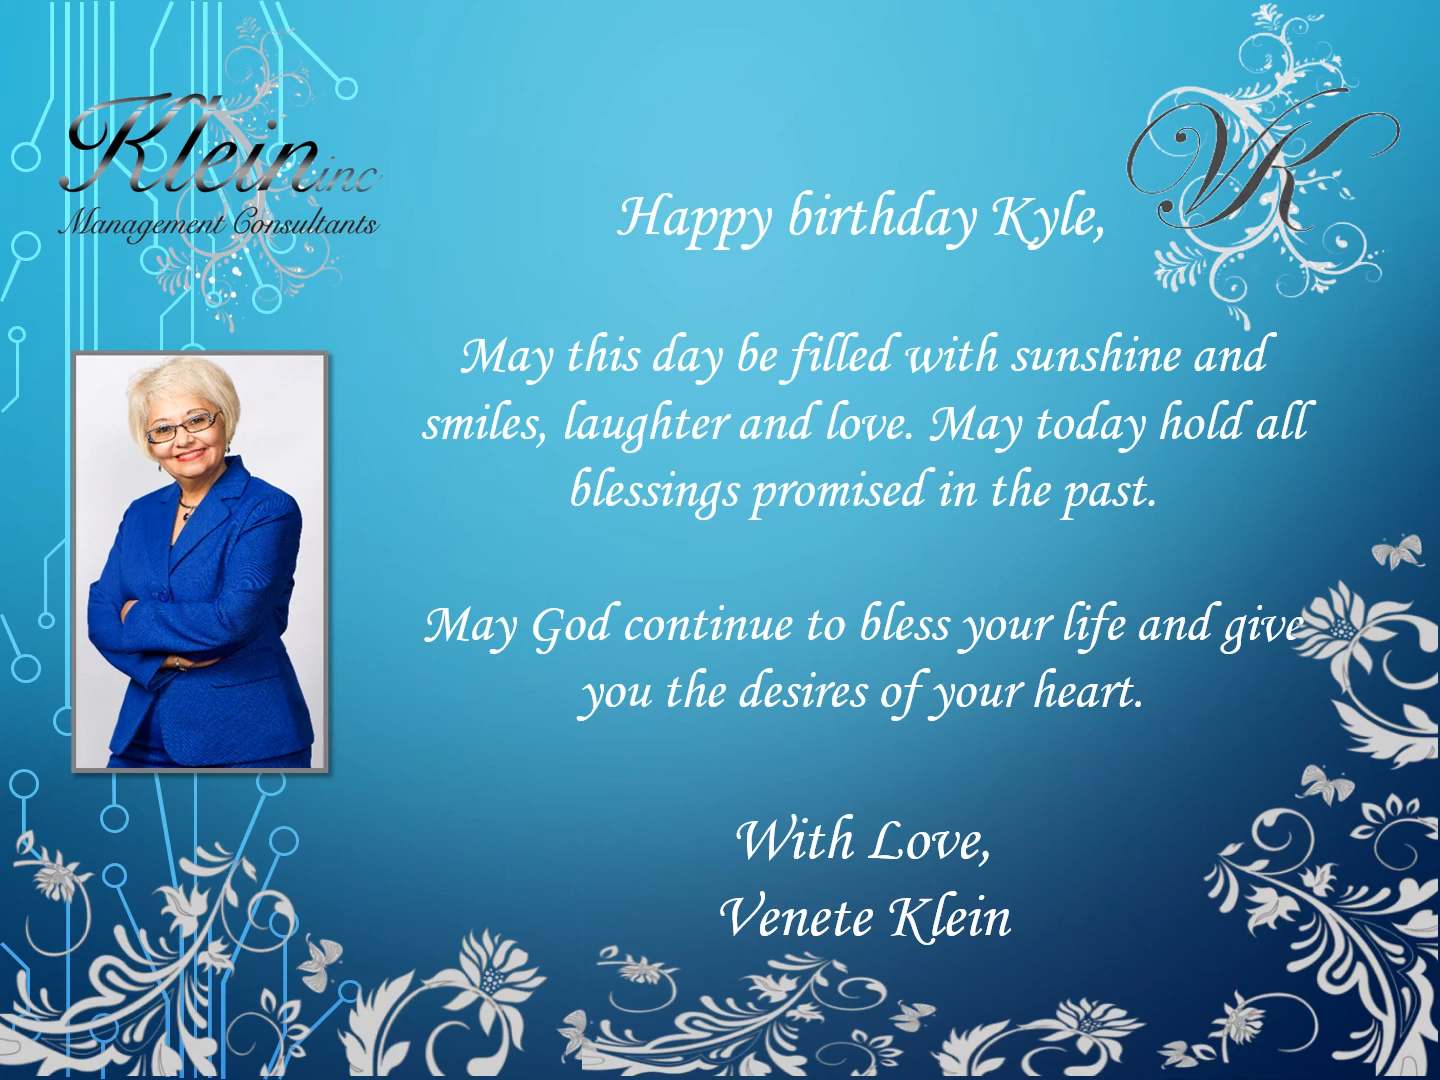 Klein inc
Management Consultants
VK
Happy birthday Kyle,
May this day be filled with sunshine and
smiles, laughter and love. May today hold all
blessings promised in the past.
May God continue to bless your life and give
you the desires of your heart.
With Love,
Venete Klein